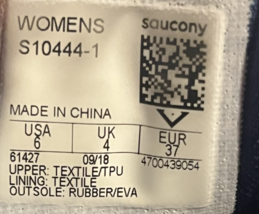 WOMENS saucony
S10444-1
MADE IN CHINA
USA UK EUR
6 4 37
61427 09/18 4700439054
UPPER: TEXTILE/TPU
LINING: TEXTILE
OUTSOLE: RUBBER/EVA